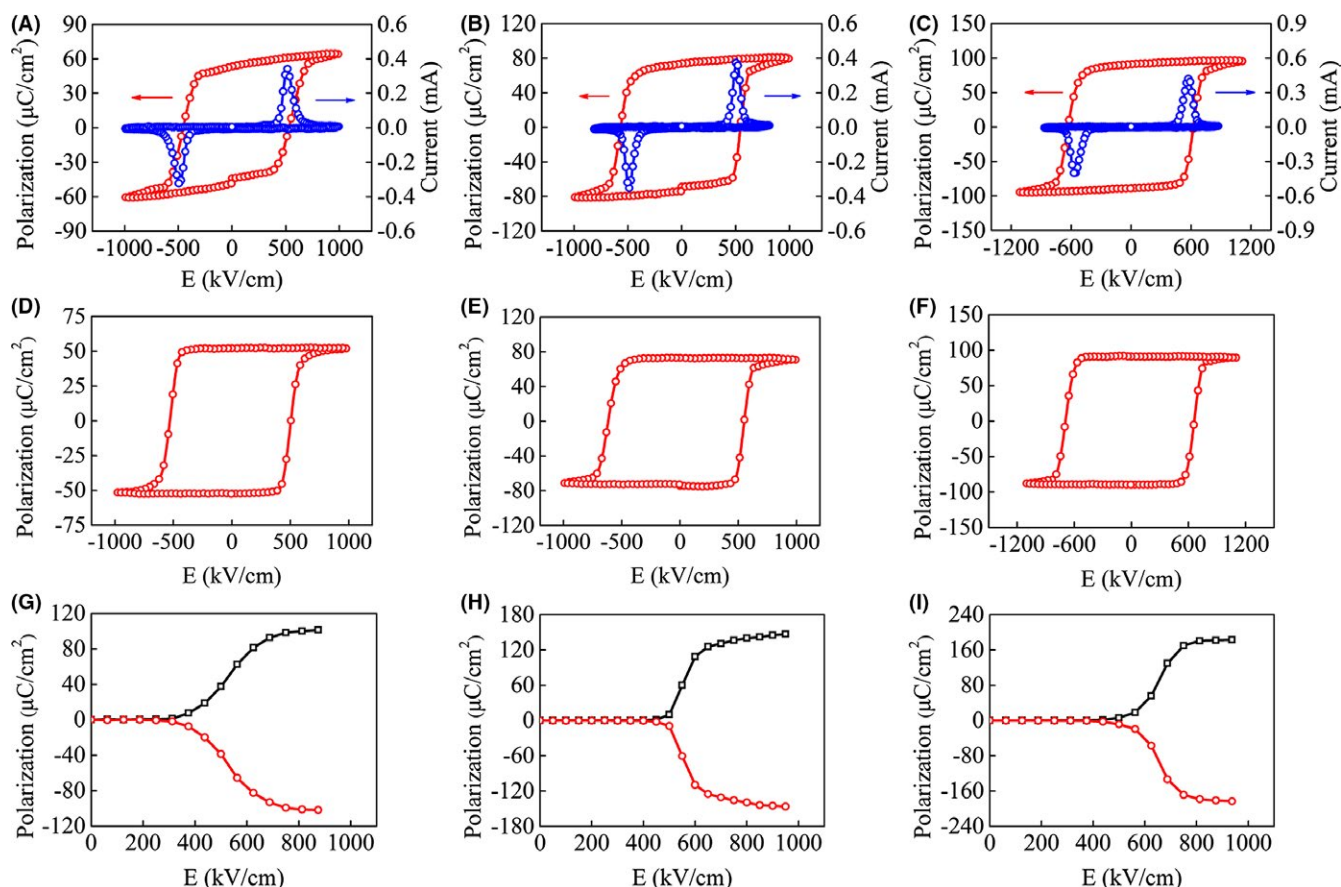 (A)
90
60
30
0
-30
-60
-90
Polarization (μC/cm²)
0.6
0.4
0.2
0.0
-0.2
-0.4
-0.6
Current (mA)
-1000 -500 0 500 1000
E (kV/cm)
(B)
120
80
40
0
-40
-80
-120
Polarization (μC/cm²)
0.6
0.4
0.2
0.0
-0.2
-0.4
-0.6
Current (mA)
-1000 -500 0 500 1000
E (kV/cm)
(C)
150
100
50
0
-50
-100
-150
Polarization (μC/cm²)
0.9
0.6
0.3
0.0
-0.3
-0.6
-0.9
Current (mA)
-1200 -600 0 600 1200
E (kV/cm)
(D)
75
50
25
0
-25
-50
-75
Polarization (μC/cm²)
-1000 -500 0 500 1000
E (kV/cm)
(E)
120
80
40
0
-40
-80
-120
Polarization (μC/cm²)
-1000 -500 0 500 1000
E (kV/cm)
(F)
150
100
50
0
-50
-100
-150
Polarization (μC/cm²)
-1200 -600 0 600 1200
E (kV/cm)
(G)
120
80
40
0
-40
-80
-120
Polarization (μC/cm²)
0 200 400 600 800 1000
E (kV/cm)
(H)
180
120
60
0
-60
-120
-180
Polarization (μC/cm²)
0 200 400 600 800 1000
E (kV/cm)
(I)
240
160
80
0
-80
-160
-240
Polarization (μC/cm²)
0 200 400 600 800 1000
E (kV/cm)